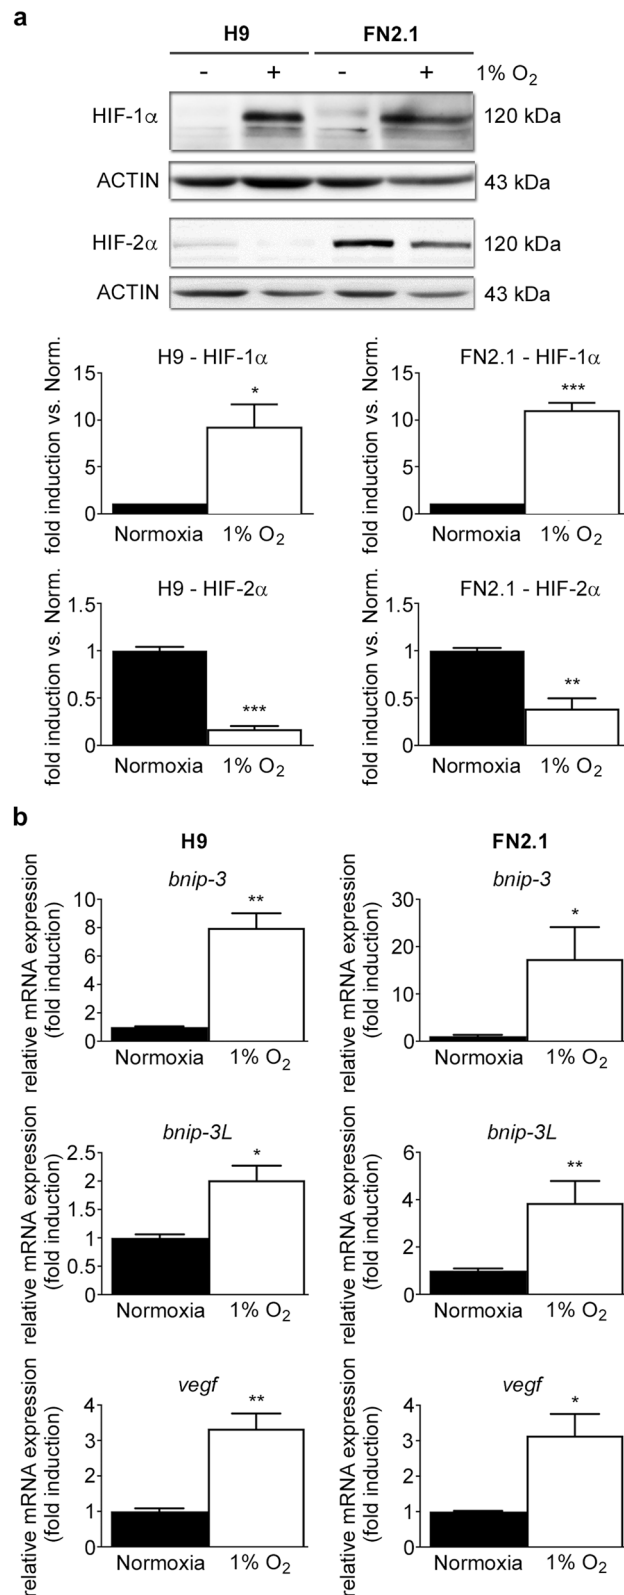 a
H9 FN2.1
- + - + 1% O2
HIF-1α 120 kDa
ACTIN 43 kDa
HIF-2α 120 kDa
ACTIN 43 kDa
H9 - HIF-1α FN2.1 - HIF-1α
fold induction vs. Norm. fold induction vs. Norm.
15 15
* ***
10 10
5 5
0 0
Normoxia 1% O2 Normoxia 1% O2
H9 - HIF-2α FN2.1 - HIF-2α
fold induction vs. Norm. fold induction vs. Norm.
1.5 1.5
1 1
0.5 *** 0.5 **
0 0
Normoxia 1% O2 Normoxia 1% O2
b
H9 FN2.1
bnip-3 bnip-3
relative mRNA expression relative mRNA expression
(fold induction) (fold induction)
10 ** 30 *
8 20
6 10
4 0
2
0
Normoxia 1% O2 Normoxia 1% O2
bnip-3L bnip-3L
relative mRNA expression relative mRNA expression
(fold induction) (fold induction)
2.5 * 6 **
2 4
1.5 2
1 0
0.5
0
Normoxia 1% O2 Normoxia 1% O2
vegf vegf
relative mRNA expression relative mRNA expression
(fold induction) (fold induction)
4 ** 4 *
3 3
2 2
1 1
0 0
Normoxia 1% O2 Normoxia 1% O2